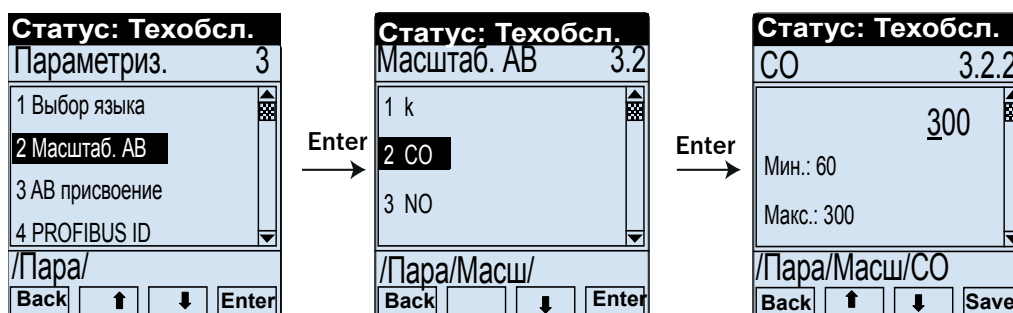 Статус: Техобсл.
Параметриз. 3
1 Выбор языка
2 Масштаб. АВ
3 АВ присвоение
4 PROFIBUS ID
/Пара/
Back Enter
Enter
Статус: Техобсл.
Масштаб. АВ 3.2
1 k
2 CO
3 NO
/Пара/Масш/
Back Enter
Enter
Статус: Техобсл.
CO 3.2.2
300
Мин.: 60
Макс.: 300
/Пара/Масш/CO
Back Save